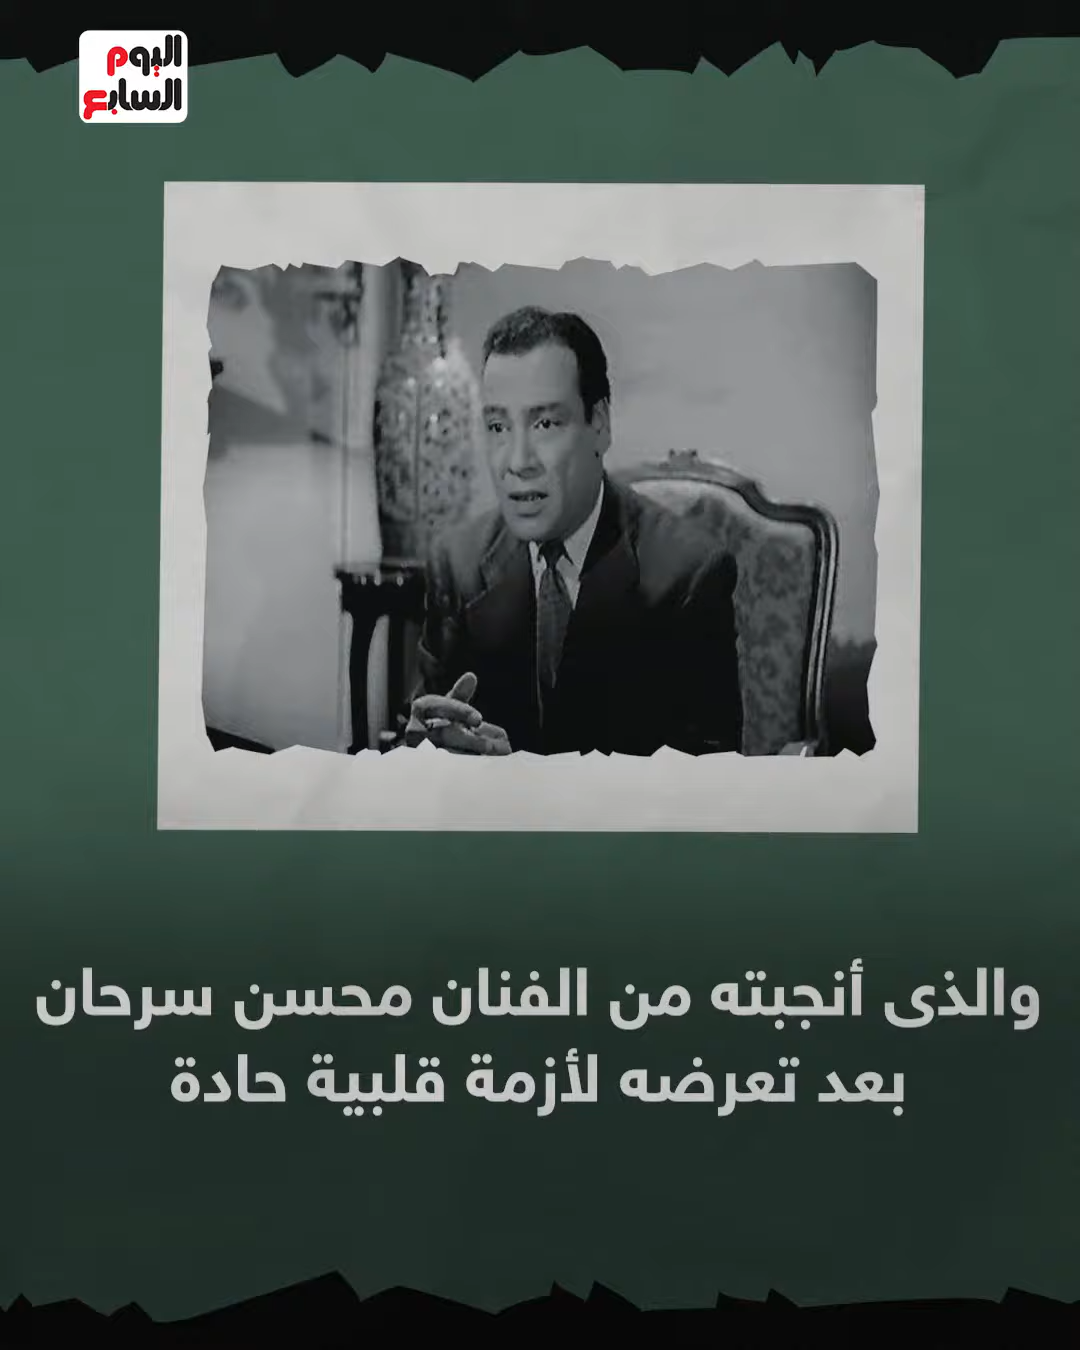 اليوم
السابع
والذى أنجبته من الفنان محسن سرحان
بعد تعرضه لأزمة قلبية حادة